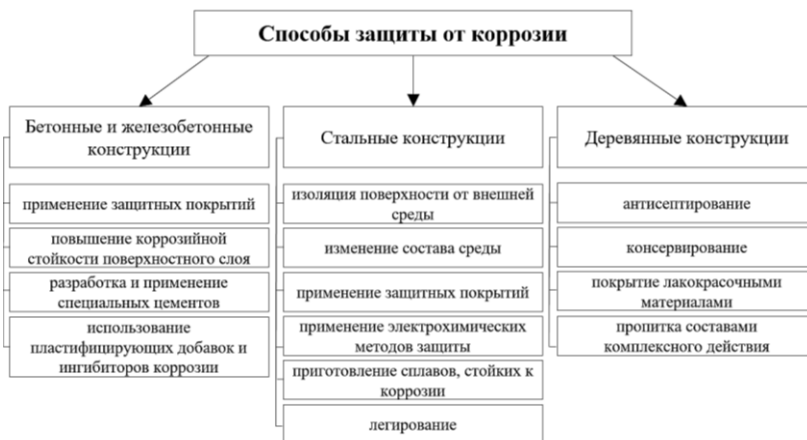 Способы защиты от коррозии
Бетонные и железобетонные
конструкции
применение защитных покрытий
повышение коррозийной
стойкости поверхностного слоя
разработка и применение
специальных цементов
использование
пластифицирующих добавок и
ингибиторов коррозии
Стальные конструкции
изоляция поверхности от внешней
среды
изменение состава среды
применение защитных покрытий
применение электрохимических
методов защиты
приготовление сплавов, стойких к
коррозии
легирование
Деревянные конструкции
антисептирование
консервирование
покрытие лакокрасочными
материалами
пропитка составами
комплексного действия